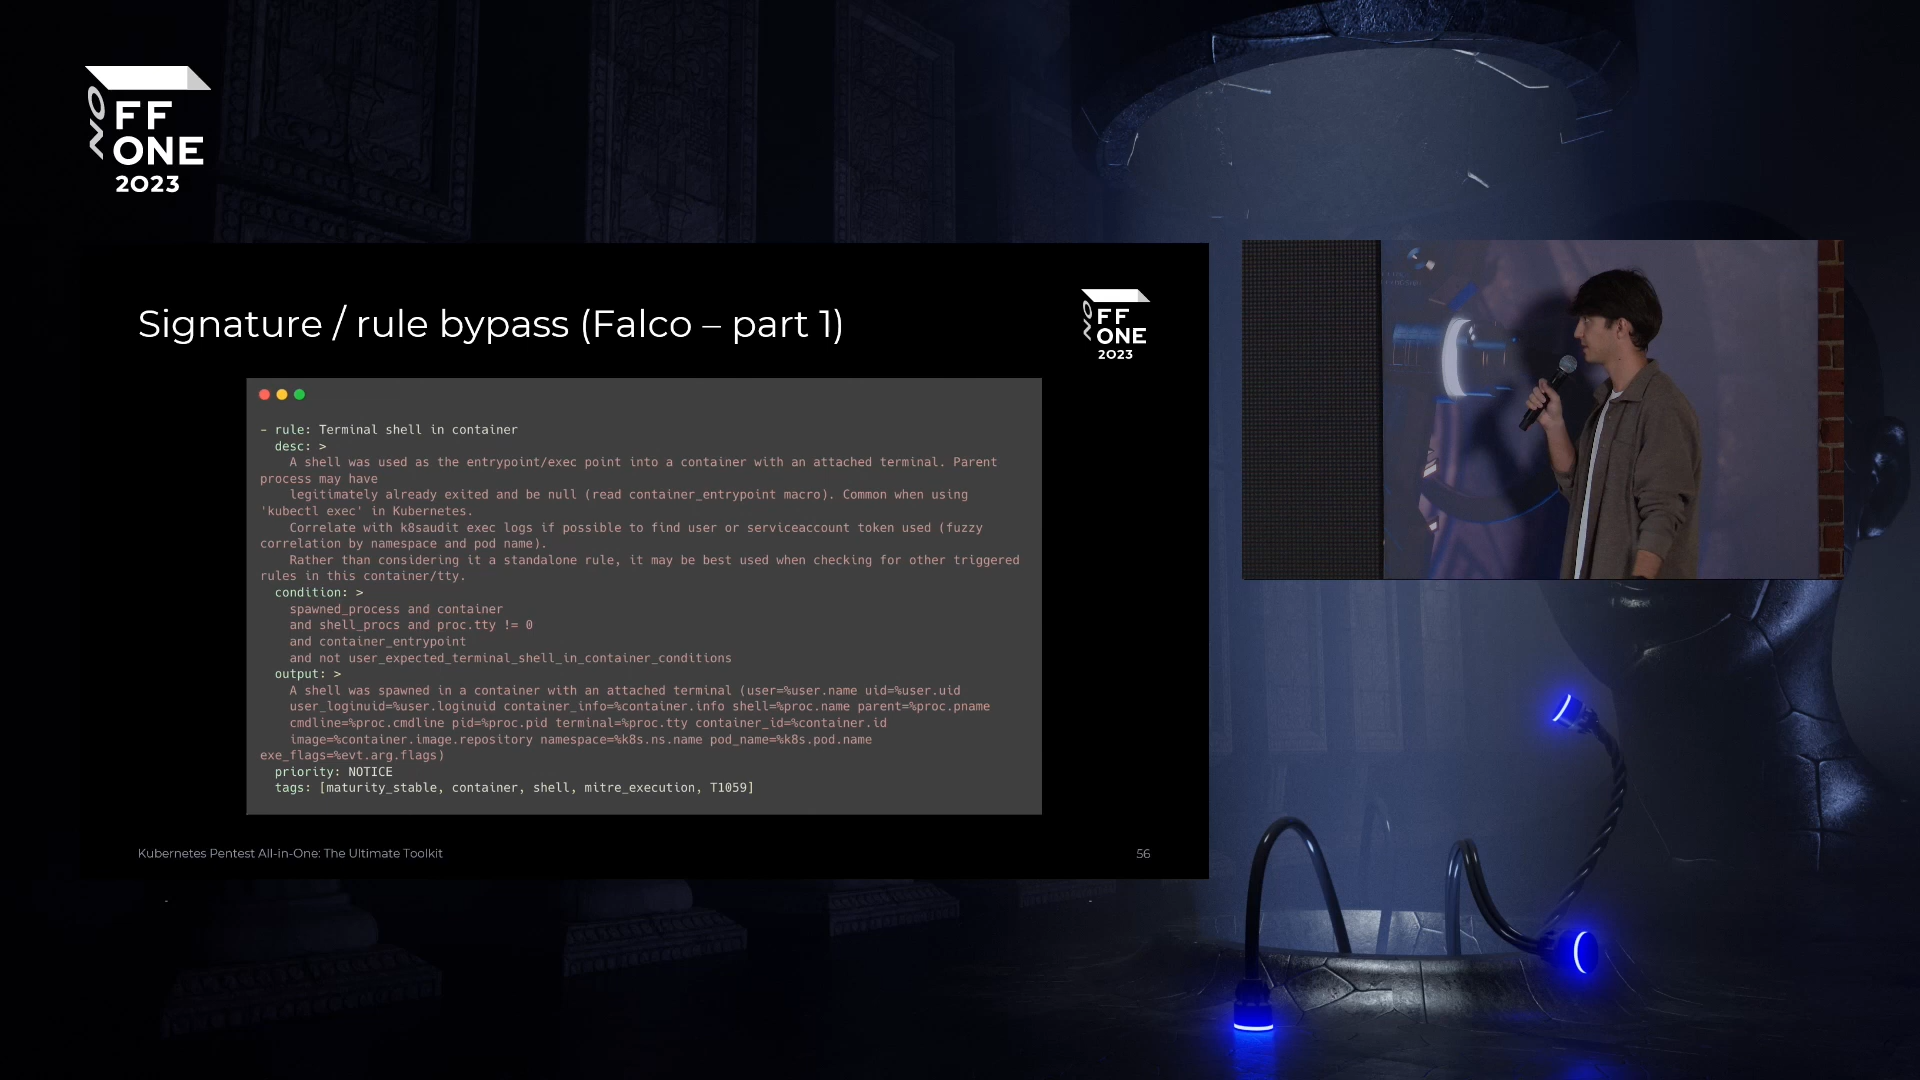 NO
FF
ONE
2023
Signature / rule bypass (Falco – part 1)
NO
FF
ONE
2023
- rule: Terminal shell in container
desc: >
A shell was used as the entrypoint/exec point into a container with an attached terminal. Parent
process may have
legitimately already exited and be null (read container_entrypoint macro). Common when using
'kubectl exec' in Kubernetes.
Correlate with k8saudit exec logs if possible to find user or serviceaccount token used (fuzzy
correlation by namespace and pod name).
Rather than considering it a standalone rule, it may be best used when checking for other triggered
rules in this container/tty.
condition: >
spawned_process and container
and shell_procs and proc.tty != 0
and container_entrypoint
and not user_expected_terminal_shell_in_container_conditions
output: >
A shell was spawned in a container with an attached terminal (user=%user.name uid=%user.uid
user_loginuid=%user.loginuid container_info=%container.info shell=%proc.name parent=%proc.pname
cmdline=%proc.cmdline pid=%proc.pid terminal=%proc.tty container_id=%container.id
image=%container.image.repository namespace=%k8s.ns.name pod_name=%k8s.pod.name
exe_flags=%evt.arg.flags)
priority: NOTICE
tags: [maturity_stable, container, shell, mitre_execution, T1059]
Kubernetes Pentest All-in-One: The Ultimate Toolkit
56